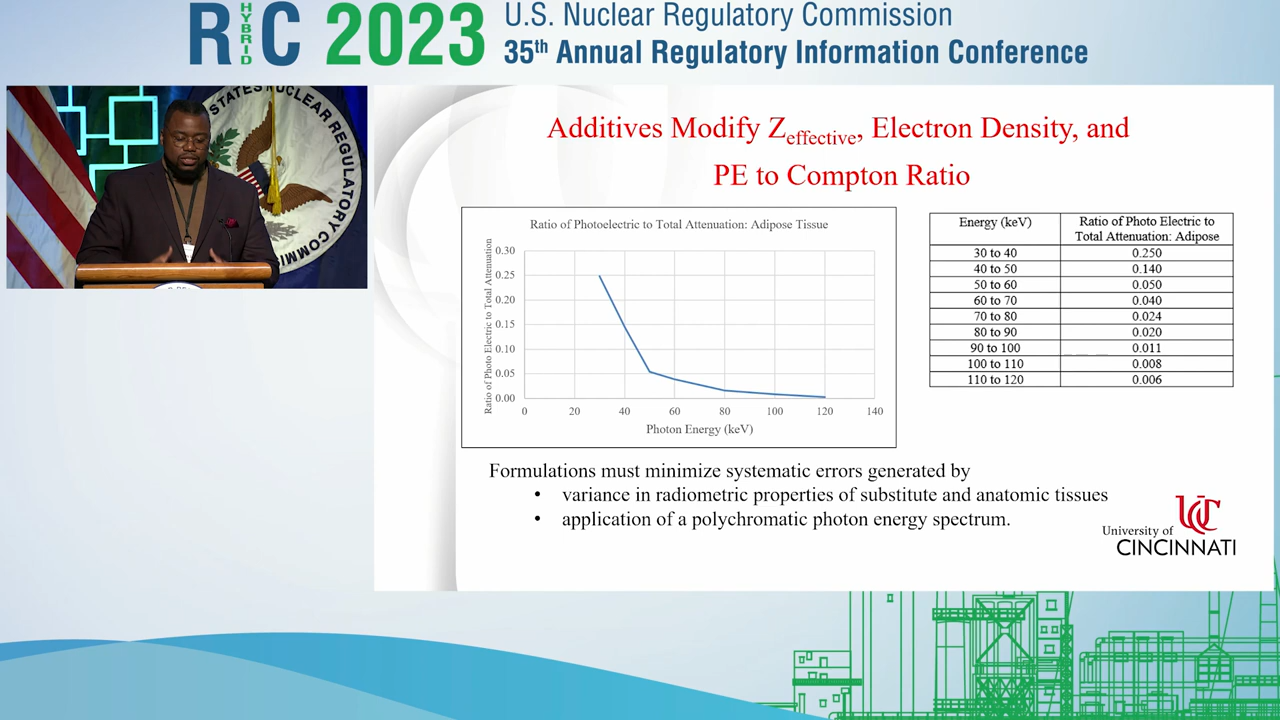 RIC HYBRID 2023
U.S. Nuclear Regulatory Commission
35th Annual Regulatory Information Conference
STATES NUCLEAR REGULATORY COMMI
Additives Modify Zeffective, Electron Density, and
PE to Compton Ratio
Ratio of Photoelectric to Total Attenuation: Adipose Tissue
Ratio of Photo Electric to Total Attenuation
0.30
0.25
0.20
0.15
0.10
0.05
0.00
0 20 40 60 80 100 120 140
Photon Energy (keV)
Energy (keV) Ratio of Photo Electric to
Total Attenuation: Adipose
30 to 40 0.250
40 to 50 0.140
50 to 60 0.050
60 to 70 0.040
70 to 80 0.024
80 to 90 0.020
90 to 100 0.011
100 to 110 0.008
110 to 120 0.006
Formulations must minimize systematic errors generated by
• variance in radiometric properties of substitute and anatomic tissues
• application of a polychromatic photon energy spectrum.
UC
University of
CINCINNATI